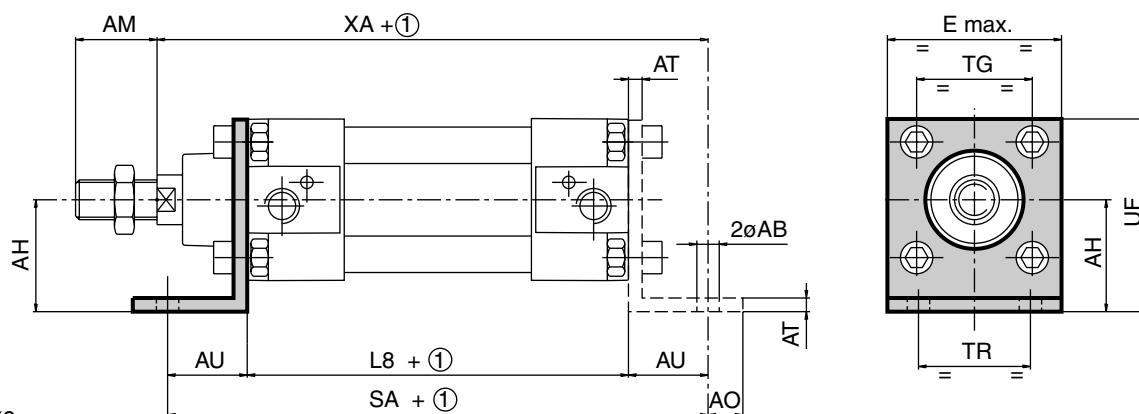 AM XA +① E max.
AT TG
= =
= =
2øAB
AH AH UF
AT
AU L8 + ① AU TR
= =
SA + ① AO